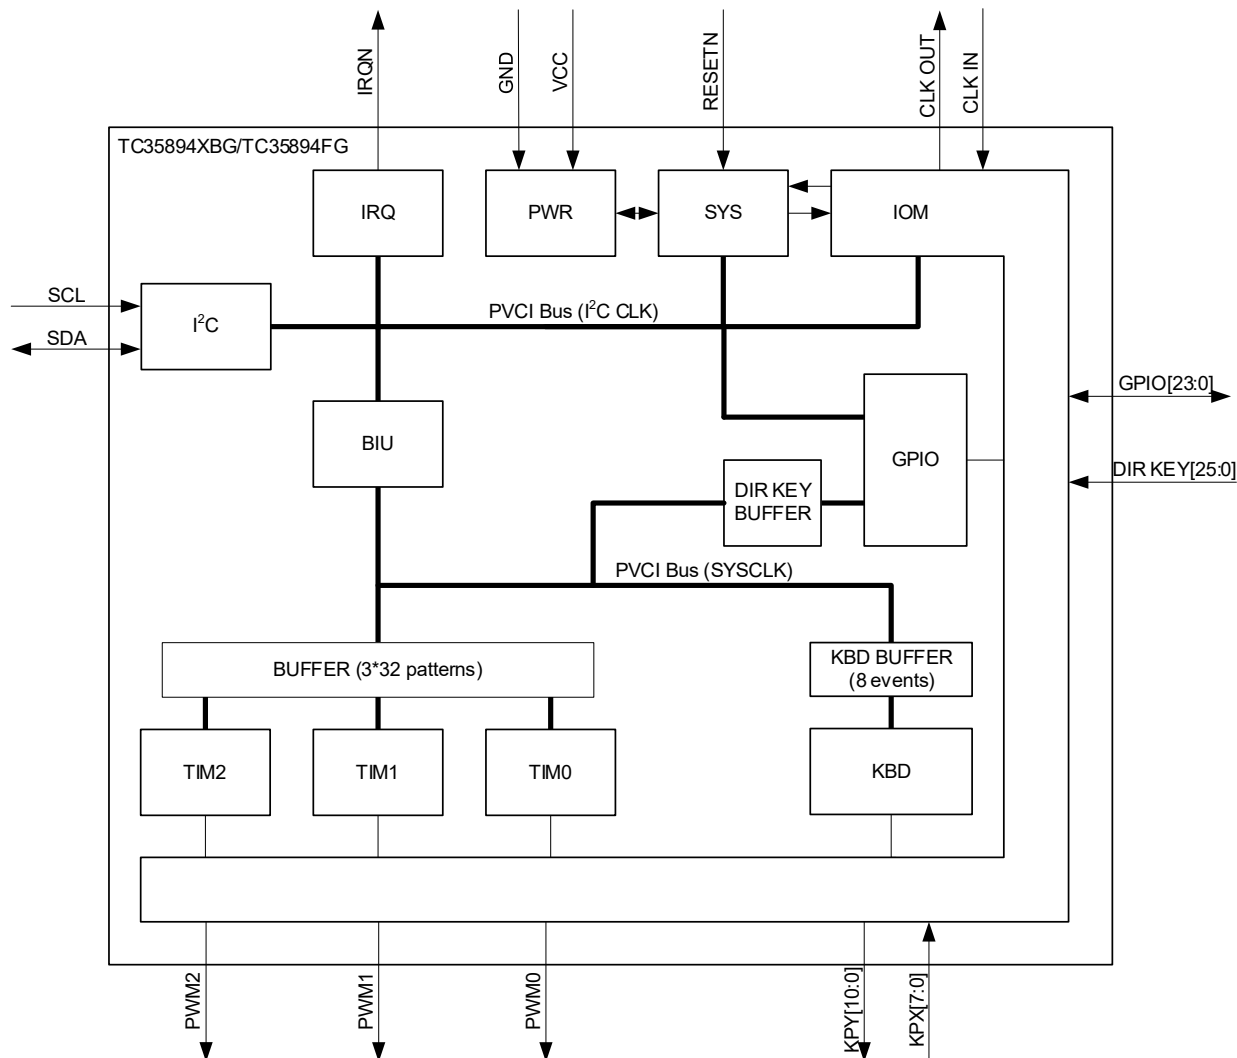 IRQN
GND
VCC
RESETN
CLK OUT
CLK IN
TC35894XBG/TC35894FG
IRQ
PWR
SYS
IOM
SCL
SDA
I²C
PVCI Bus (I²C CLK)
GPIO[23:0]
DIR KEY[25:0]
BIU
GPIO
DIR KEY
BUFFER
PVCI Bus (SYSCLK)
BUFFER (3*32 patterns)
KBD BUFFER
(8 events)
TIM2
TIM1
TIM0
KBD
PWM2
PWM1
PWM0
KPY[10:0]
KPX[7:0]